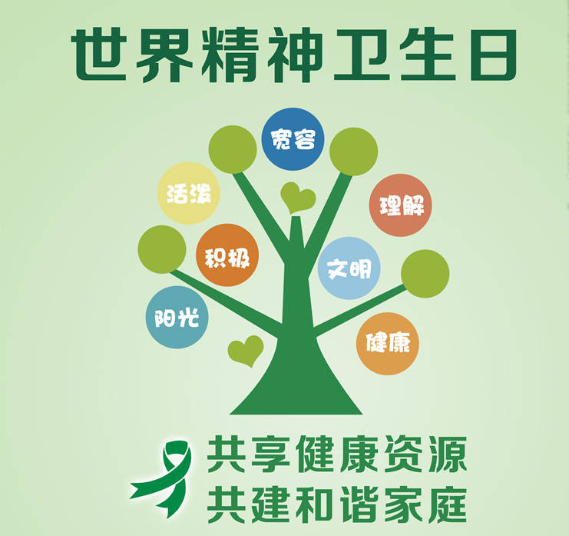 世界精神卫生日
宽容
活泼
理解
积极
文明
阳光
健康
共享健康资源
共建和谐家庭